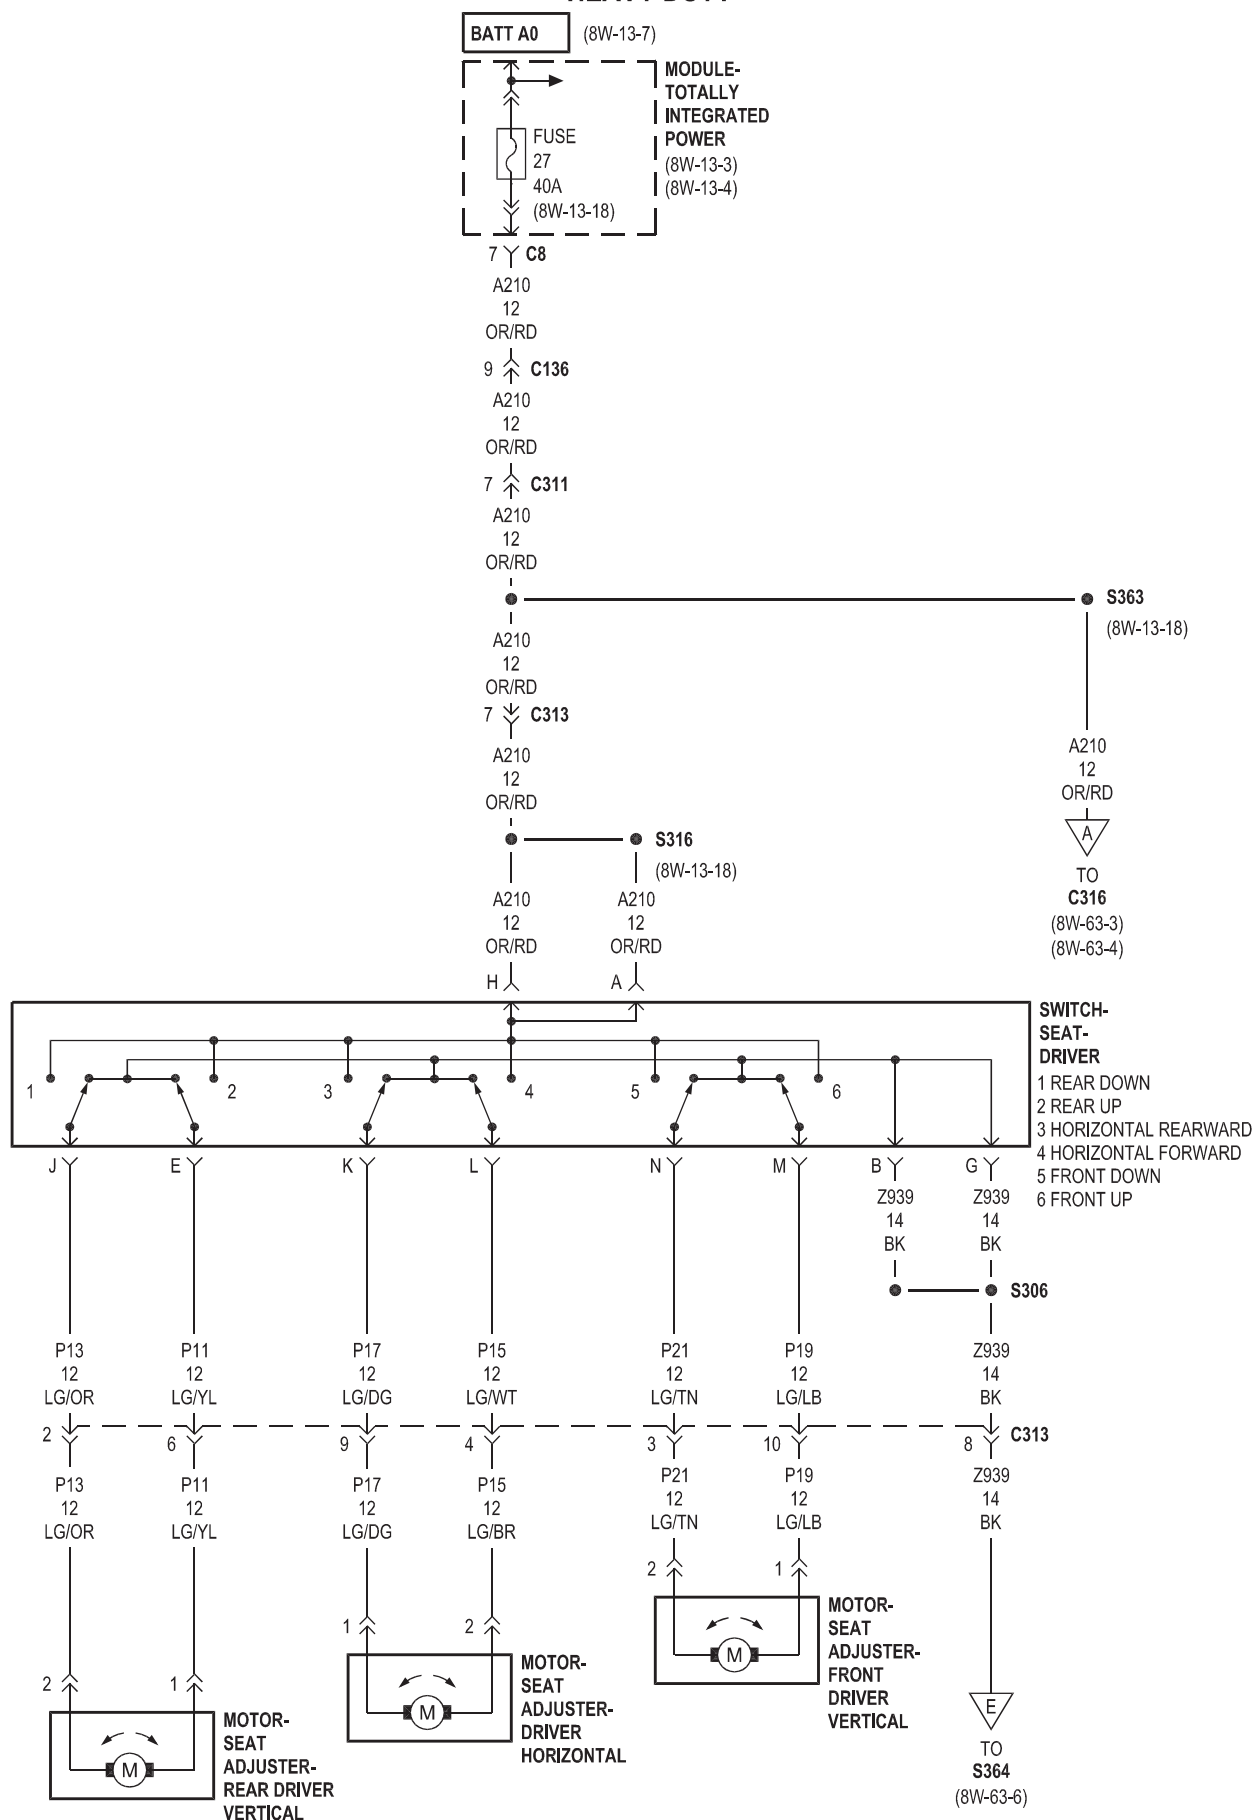 BATT A0 (8W-13-7)
MODULE-
TOTALLY
INTEGRATED
POWER
(8W-13-3)
(8W-13-4)
FUSE
27
40A
(8W-13-18)
7 C8
A210
12
OR/RD
9 C136
A210
12
OR/RD
7 C311
A210
12
OR/RD
S363
(8W-13-18)
A210
12
OR/RD
7 C313
A210
12
OR/RD
A210
12
OR/RD
A
TO
C316
(8W-63-3)
(8W-63-4)
S316
(8W-13-18)
A210 A210
12 12
OR/RD OR/RD
H A
SWITCH-
SEAT-
DRIVER
1 REAR DOWN
2 REAR UP
3 HORIZONTAL REARWARD
4 HORIZONTAL FORWARD
5 FRONT DOWN
6 FRONT UP
1 2 3 4 5 6
J E K L N M B G
Z939 Z939
14 14
BK BK
S306
P13 P11 P17 P15 P21 P19 Z939
12 12 12 12 12 12 14
LG/OR LG/YL LG/DG LG/WT LG/TN LG/LB BK
2 6 9 4 3 10 8 C313
P13 P11 P17 P15 P21 P19 Z939
12 12 12 12 12 12 14
LG/OR LG/YL LG/DG LG/BR LG/TN LG/LB BK
2 1
M
MOTOR-
SEAT
ADJUSTER-
FRONT
DRIVER
VERTICAL
1 2
M
MOTOR-
SEAT
ADJUSTER-
DRIVER
HORIZONTAL
2 1
M
MOTOR-
SEAT
ADJUSTER-
REAR DRIVER
VERTICAL
E
TO
S364
(8W-63-6)